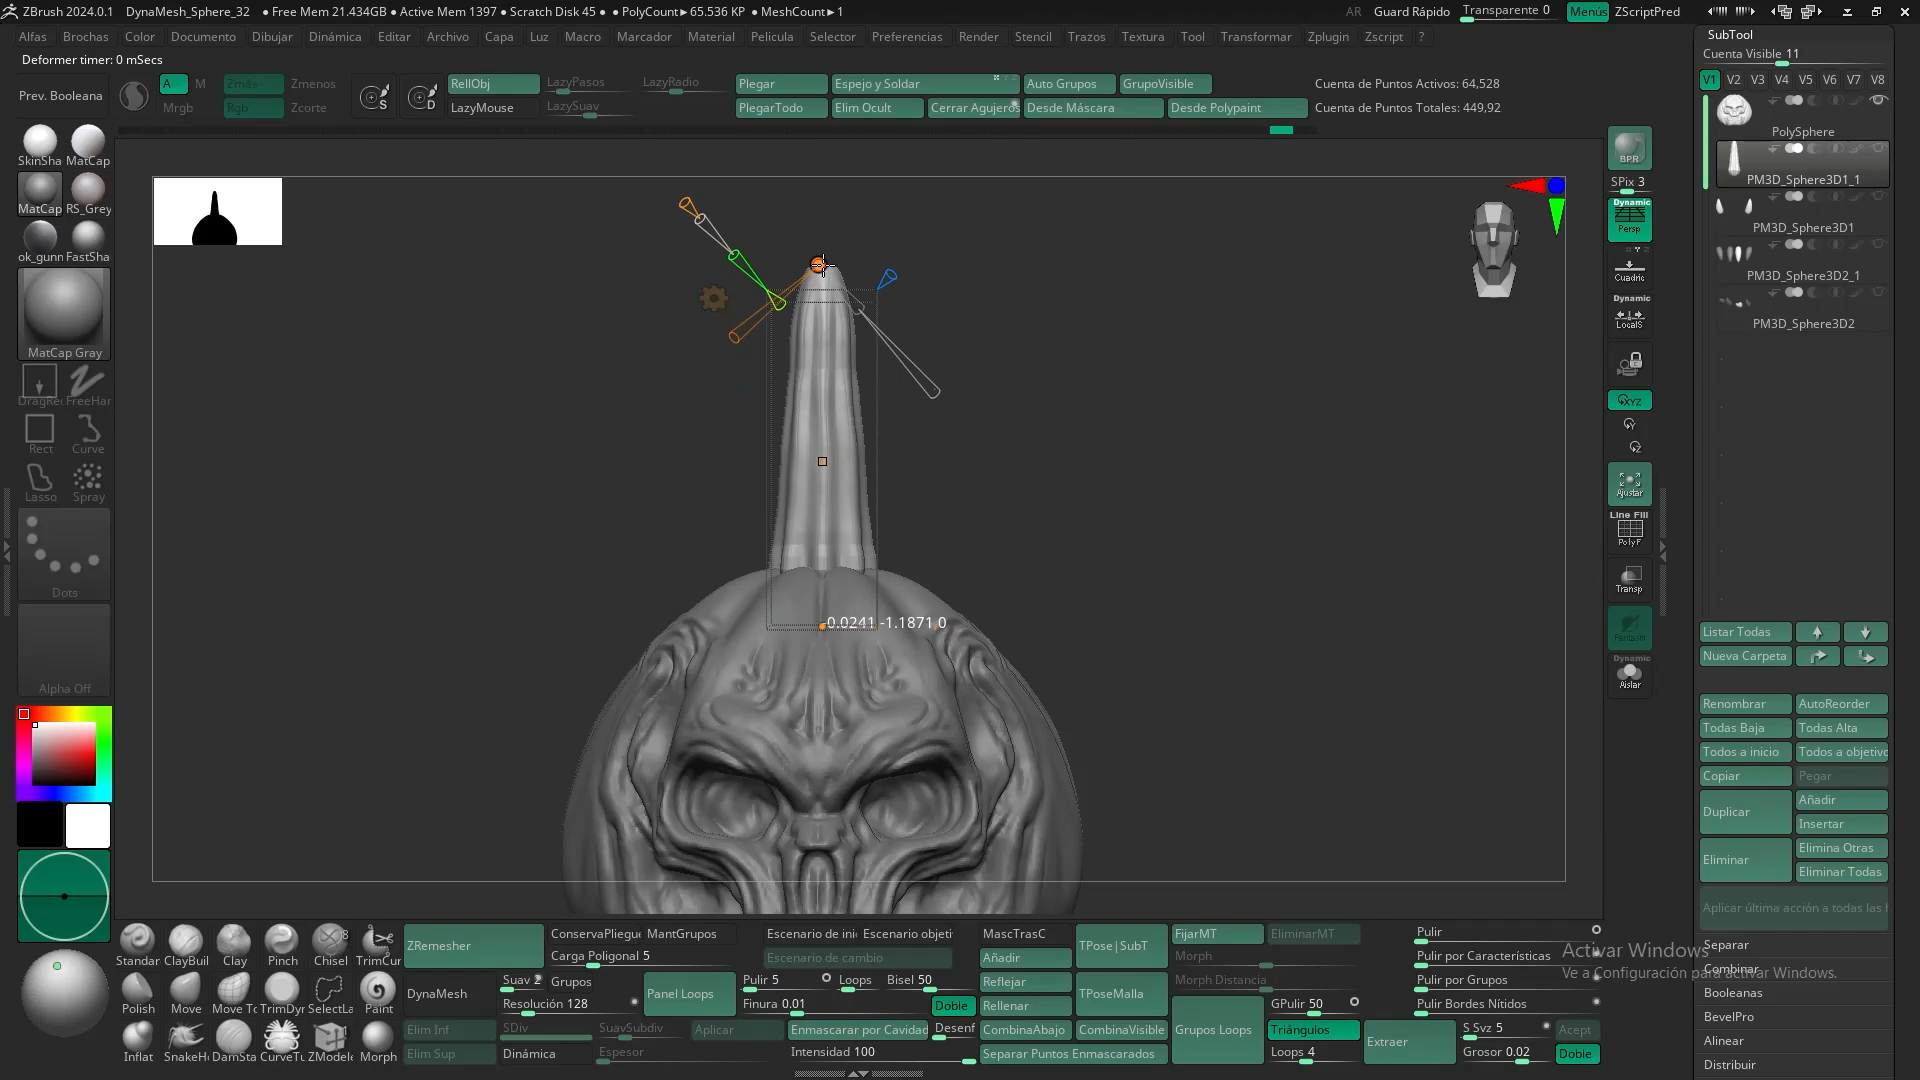 ZBrush 2024.0.1 DynaMesh_Sphere_32 • Free Mem 21.434GB • Active Mem 1397 • Scratch Disk 45 • • PolyCount► 65.536 KP • MeshCount► 1 AR Guard Rápido Transparente 0 Menús ZScriptPred
Alfas Brochas Color Documento Dibujar Dinámica Editar Archivo Capa Luz Macro Marcador Material Pelicula Selector Preferencias Render Stencil Trazos Textura Tool Transformar Zplugin Zscript ?
SubTool
Cuenta Visible 11
Deformer timer: 0 mSecs
V1 V2 V3 V4 V5 V6 V7 V8
Prev. Booleana
A M Zmás Zmenos
Mrgb Rgb Zcorte
S D
RellObj LazyPasos LazyRadio
LazyMouse LazySuav
Plegar Espejo y Soldar Auto Grupos GrupoVisible
PlegarTodo Elim Ocult Cerrar Agujeros Desde Máscara Desde Polypaint
Cuenta de Puntos Activos: 64,528
Cuenta de Puntos Totales: 449,92
SkinSha MatCap
MatCap RS_Grey
ok_gunn FastSha
MatCap Gray
DragRec FreeHan
Rect Curve
Lasso Spray
Dots
Alpha Off
0.0241 -1.1871,0
BPR
SPix 3
Dynamic
Persp
Cuadric
Dynamic
LocalS
XYZ
Ajustar
Line Fill
PolyF
Transp
Fantasm
Dynamic
Aislar
PolySphere
PM3D_Sphere3D1_1
PM3D_Sphere3D1
PM3D_Sphere3D2_1
PM3D_Sphere3D2
Listar Todas
Nueva Carpeta
Renombrar AutoReorder
Todas Baja Todas Alta
Todos a inicio Todos a objetivo
Copiar Pegar
Duplicar Añadir
Insertar
Eliminar Elimina Otras
Eliminar Todas
Aplicar última acción a todas las
Separar
Combinar
Booleanas
BevelPro
Alinear
Distribuir
Activar Windows
Ve a Configuración para activar Windows.
Standar ClayBuil Clay Pinch Chisel TrimCur
8
Polish Move Move Tc TrimDyr SelectLa Paint
Inflat SnakeH DamSta CurveTu ZModele Morph
ZRemesher ConservaPliegue MantGrupos
Carga Poligonal 5
DynaMesh Suav 2 Grupos
Resolución 128
Elim Inf SDiv SuavSubdiv Aplicar
Elim Sup Dinámica Espesor
Panel Loops
Escenario de ini Escenario objeti
Escenario de cambio
Pulir 5 Loops Bisel 50
Finura 0.01 Doble
Enmascarar por Cavidad Desenf
Intensidad 100
MascTrasC
Añadir
Reflejar
Rellenar
CombinaAbajo CombinaVisible
Separar Puntos Enmascarados
TPose|SubT
TPoseMalla
FijarMT EliminarMT
Morph
Morph Distancia
Grupos Loops GPulir 50
Triángulos
Loops 4
Extraer
Pulir
Pulir por Características
Pulir por Grupos
Pulir Bordes Nítidos
S Svz 5 Acept
Grosor 0.02 Doble